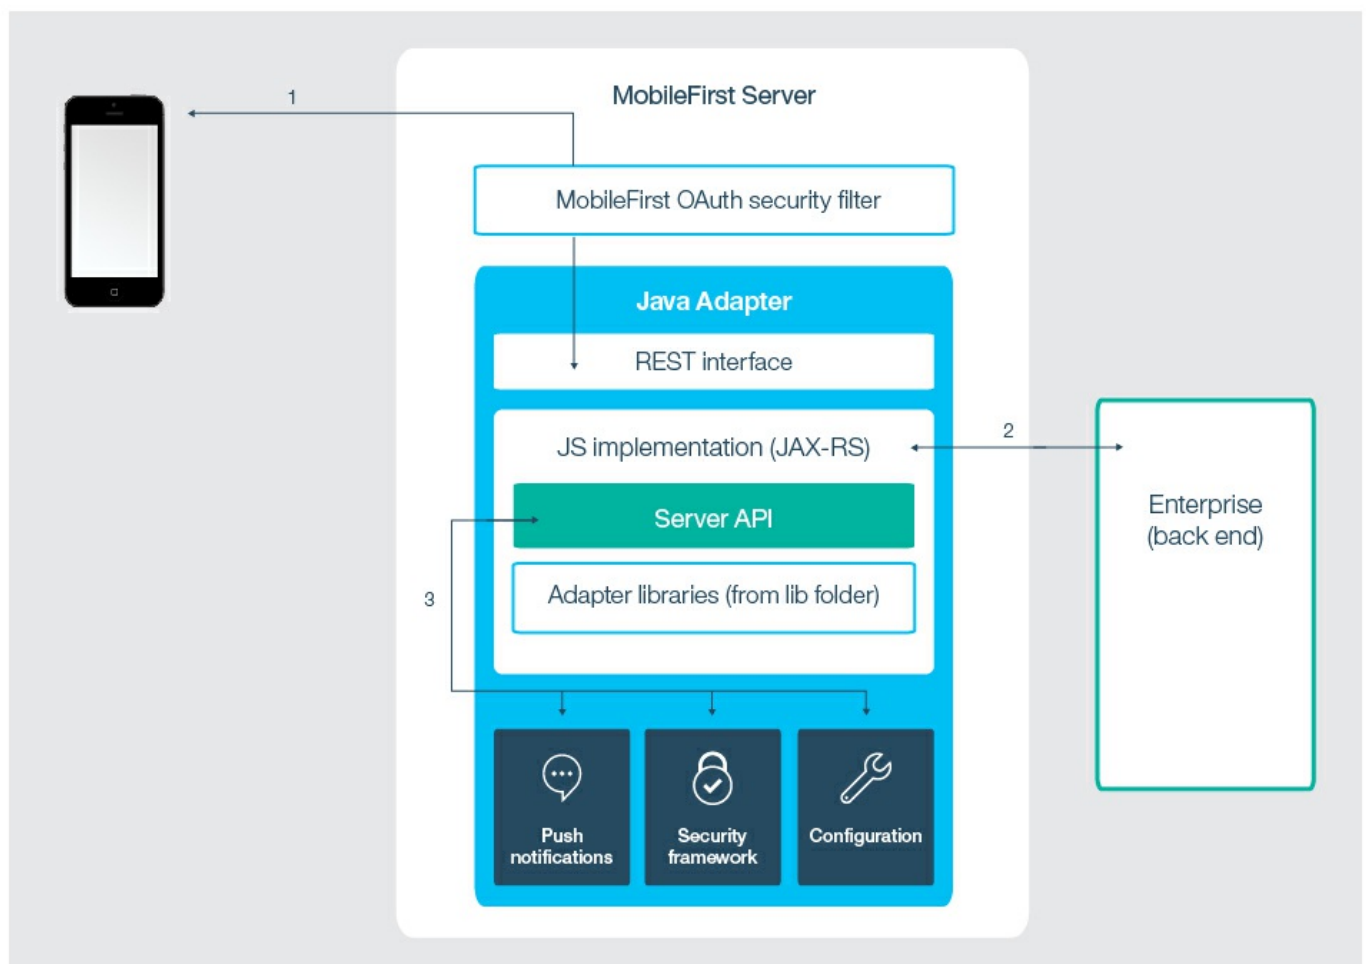 MobileFirst Server
1
MobileFirst OAuth security filter
Java Adapter
REST interface
JS implementation (JAX-RS)
2
Server API
Enterprise
(back end)
Adapter libraries (from lib folder)
3
Push
notifications
Security
framework
Configuration